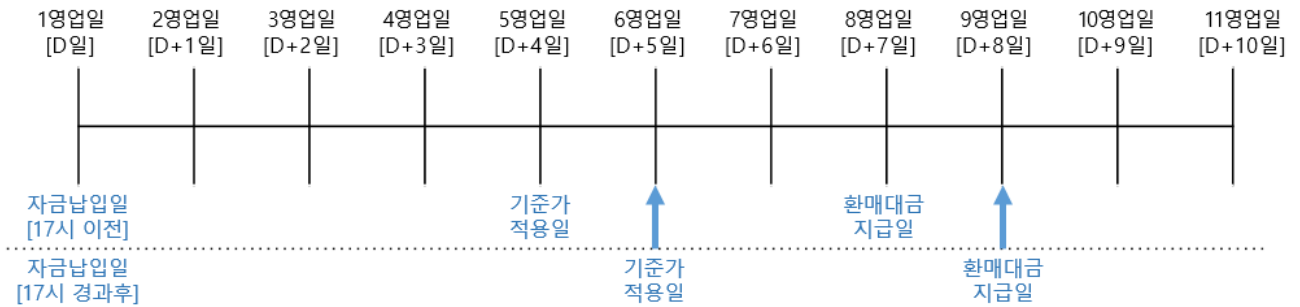 1영업일 2영업일 3영업일 4영업일 5영업일 6영업일 7영업일 8영업일 9영업일 10영업일 11영업일
[D일] [D+1일] [D+2일] [D+3일] [D+4일] [D+5일] [D+6일] [D+7일] [D+8일] [D+9일] [D+10일]
자금납입일 기준가 환매대금
[17시 이전] 적용일 지급일
자금납입일 기준가 환매대금
[17시 경과후] 적용일 지급일